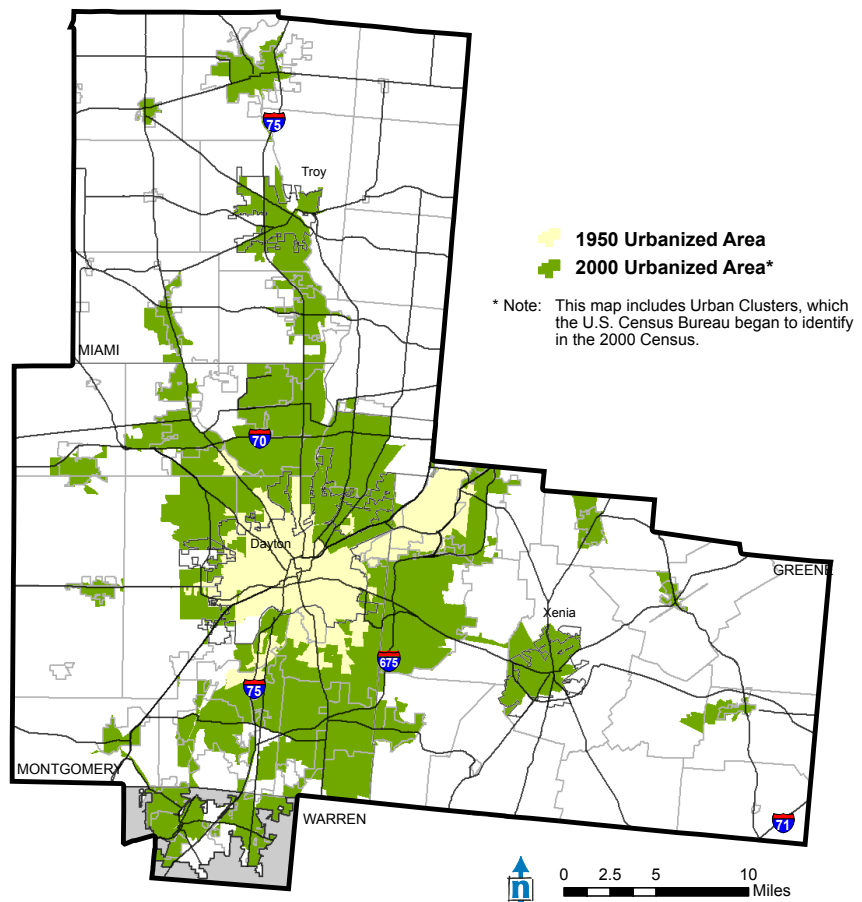 75
Troy
1950 Urbanized Area
2000 Urbanized Area*
* Note: This map includes Urban Clusters, which
the U.S. Census Bureau began to identify
in the 2000 Census.
MIAMI
70
Dayton
GREENE
Xenia
675
75
MONTGOMERY
WARREN
71
n
0 2.5 5 10
Miles